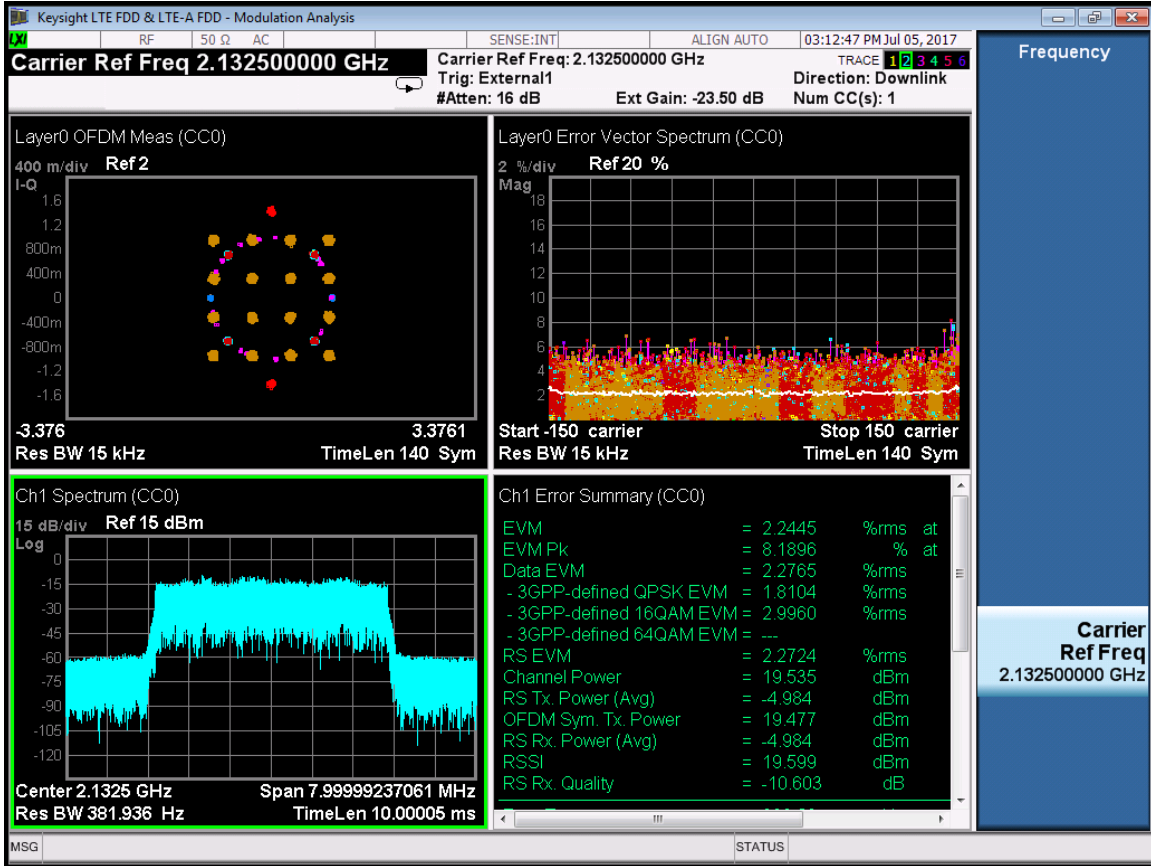 Keysight LTE FDD & LTE-A FDD - Modulation Analysis
LXI RF 50 Ω AC SENSE:INT ALIGN AUTO 03:12:47 PM Jul 05, 2017
Carrier Ref Freq 2.132500000 GHz
Carrier Ref Freq: 2.132500000 GHz
Trig: External1
#Atten: 16 dB Ext Gain: -23.50 dB
TRACE 1 2 3 4 5 6
Direction: Downlink
Num CC(s): 1
Frequency
Layer0 OFDM Meas (CC0)
400 m/div Ref 2
I-Q
1.6
1.2
800m
400m
0
-400m
-800m
-1.2
-1.6
-3.376 3.3761
Res BW 15 kHz TimeLen 140 Sym
Layer0 Error Vector Spectrum (CC0)
2 %/div Ref 20 %
Mag
18
16
14
12
10
8
6
4
2
Start -150 carrier Stop 150 carrier
Res BW 15 kHz TimeLen 140 Sym
Ch1 Spectrum (CC0)
15 dB/div Ref 15 dBm
Log
0
-15
-30
-45
-60
-75
-90
-105
-120
Center 2.1325 GHz Span 7.99999237061 MHz
Res BW 381.936 Hz TimeLen 10.00005 ms
Ch1 Error Summary (CC0)
EVM = 2.2445 %rms at
EVM Pk = 8.1896 % at
Data EVM = 2.2765 %rms
- 3GPP-defined QPSK EVM = 1.8104 %rms
- 3GPP-defined 16QAM EVM = 2.9960 %rms
- 3GPP-defined 64QAM EVM = ---
RS EVM = 2.2724 %rms
Channel Power = 19.535 dBm
RS Tx. Power (Avg) = -4.984 dBm
OFDM Sym. Tx. Power = 19.477 dBm
RS Rx. Power (Avg) = -4.984 dBm
RSSI = 19.599 dBm
RS Rx. Quality = -10.603 dB
Carrier
Ref Freq
2.132500000 GHz
MSG STATUS